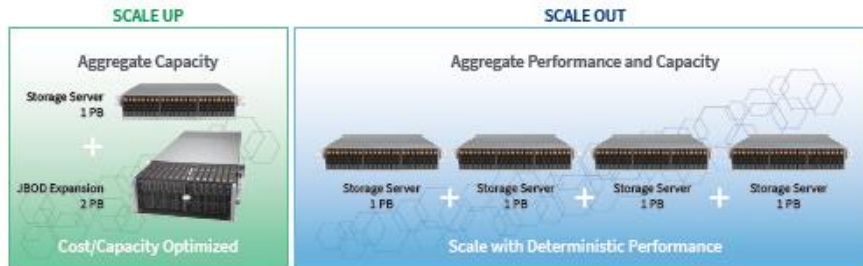 SCALE UP
Aggregate Capacity
Storage Server
1 PB
+
JBOD Expansion
2 PB
Cost/Capacity Optimized
SCALE OUT
Aggregate Performance and Capacity
Storage Server
1 PB
+
Storage Server
1 PB
+
Storage Server
1 PB
+
Storage Server
1 PB
Scale with Deterministic Performance